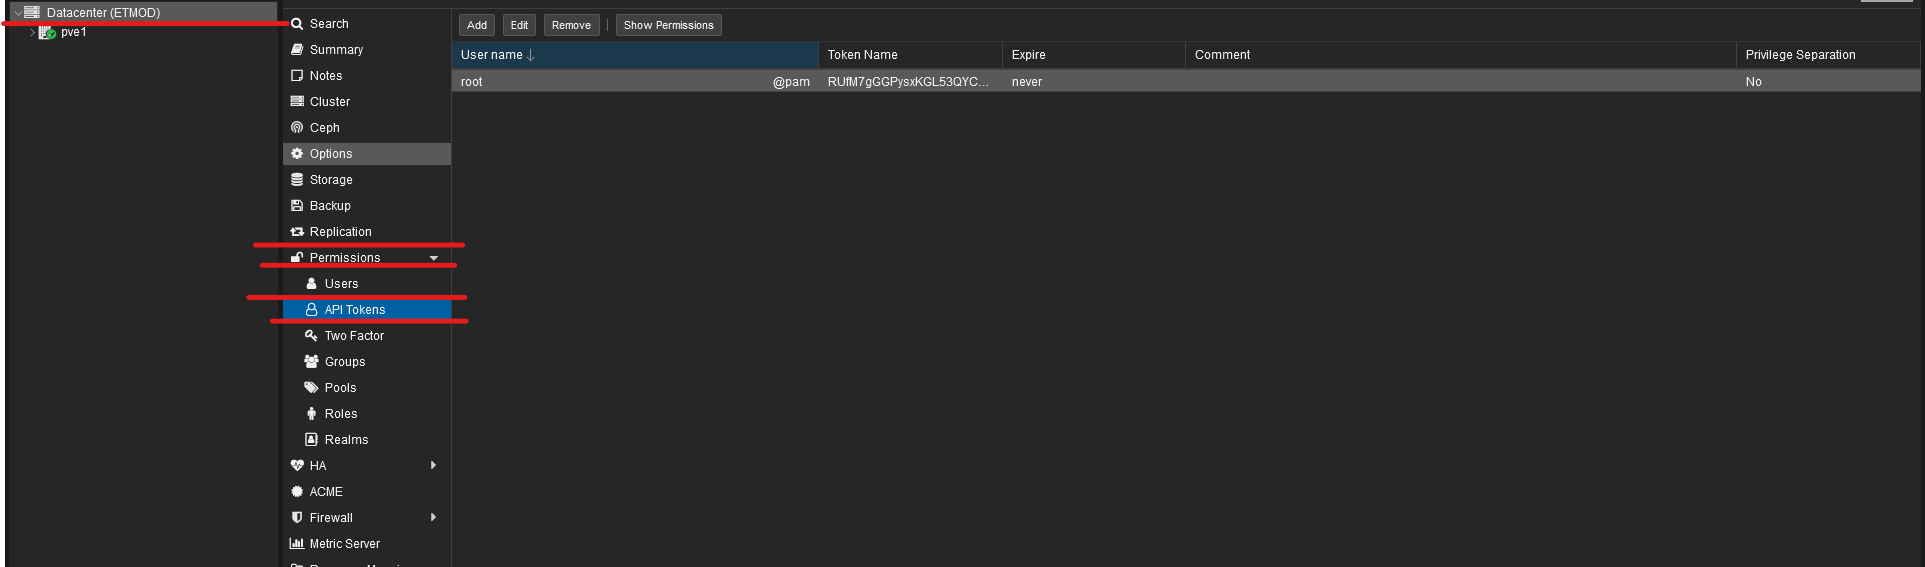 Datacenter (ETMOD)
pve1
Search
Summary
Notes
Cluster
Ceph
Options
Storage
Backup
Replication
Permissions
Users
API Tokens
Two Factor
Groups
Pools
Roles
Realms
HA
ACME
Firewall
Metric Server
Add Edit Remove Show Permissions
User name Token Name Expire Comment Privilege Separation
root @pam RUfM7gGGPysxKGL53QYC... never No